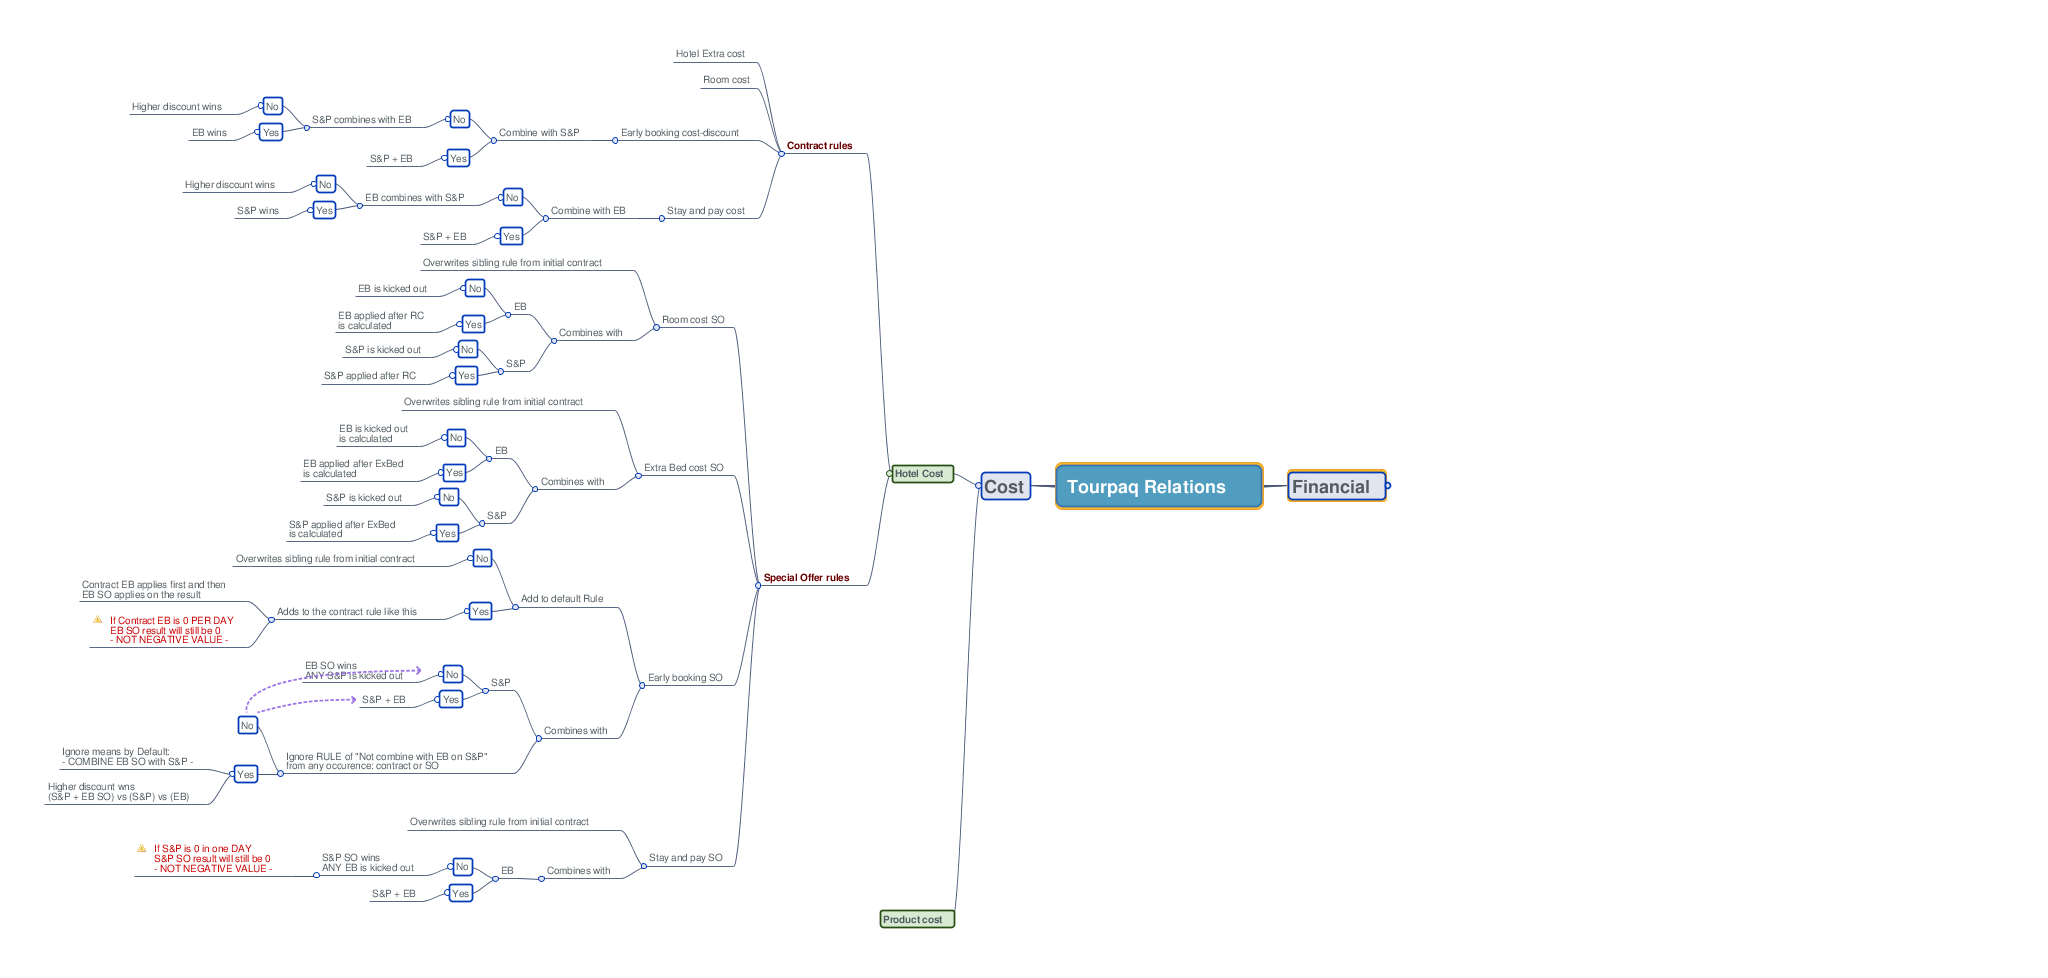 Hotel Extra cost
Room cost
Higher discount wins
No
EB wins
Yes
S&P combines with EB
No
S&P + EB
Yes
Combine with S&P
Early booking cost-discount
Contract rules
Higher discount wins
No
S&P wins
Yes
EB combines with S&P
No
S&P + EB
Yes
Combine with EB
Stay and pay cost
Overwrites sibling rule from initial contract
EB is kicked out
No
EB applied after RC
is calculated
Yes
EB
S&P is kicked out
No
S&P applied after RC
Yes
S&P
Combines with
Room cost SO
Overwrites sibling rule from initial contract
EB is kicked out
is calculated
No
EB applied after ExBed
is calculated
Yes
EB
S&P is kicked out
No
S&P applied after ExBed
is calculated
Yes
S&P
Combines with
Extra Bed cost SO
Hotel Cost
Cost
Tourpaq Relations
Financial
Overwrites sibling rule from initial contract
No
Contract EB applies first and then
EB SO applies on the result
If Contract EB is 0 PER DAY
EB SO result will still be 0
- NOT NEGATIVE VALUE -
Adds to the contract rule like this
Yes
Add to default Rule
Special Offer rules
EB SO wins
ANY S&P is kicked out
No
S&P + EB
Yes
S&P
No
Ignore means by Default:
- COMBINE EB SO with S&P -
Higher discount wns
(S&P + EB SO) vs (S&P) vs (EB)
Yes
Ignore RULE of "Not combine with EB on S&P"
from any occurence: contract or SO
Combines with
Early booking SO
Overwrites sibling rule from initial contract
If S&P is 0 in one DAY
S&P SO result will still be 0
- NOT NEGATIVE VALUE -
S&P SO wins
ANY EB is kicked out
No
S&P + EB
Yes
EB
Combines with
Stay and pay SO
Product cost